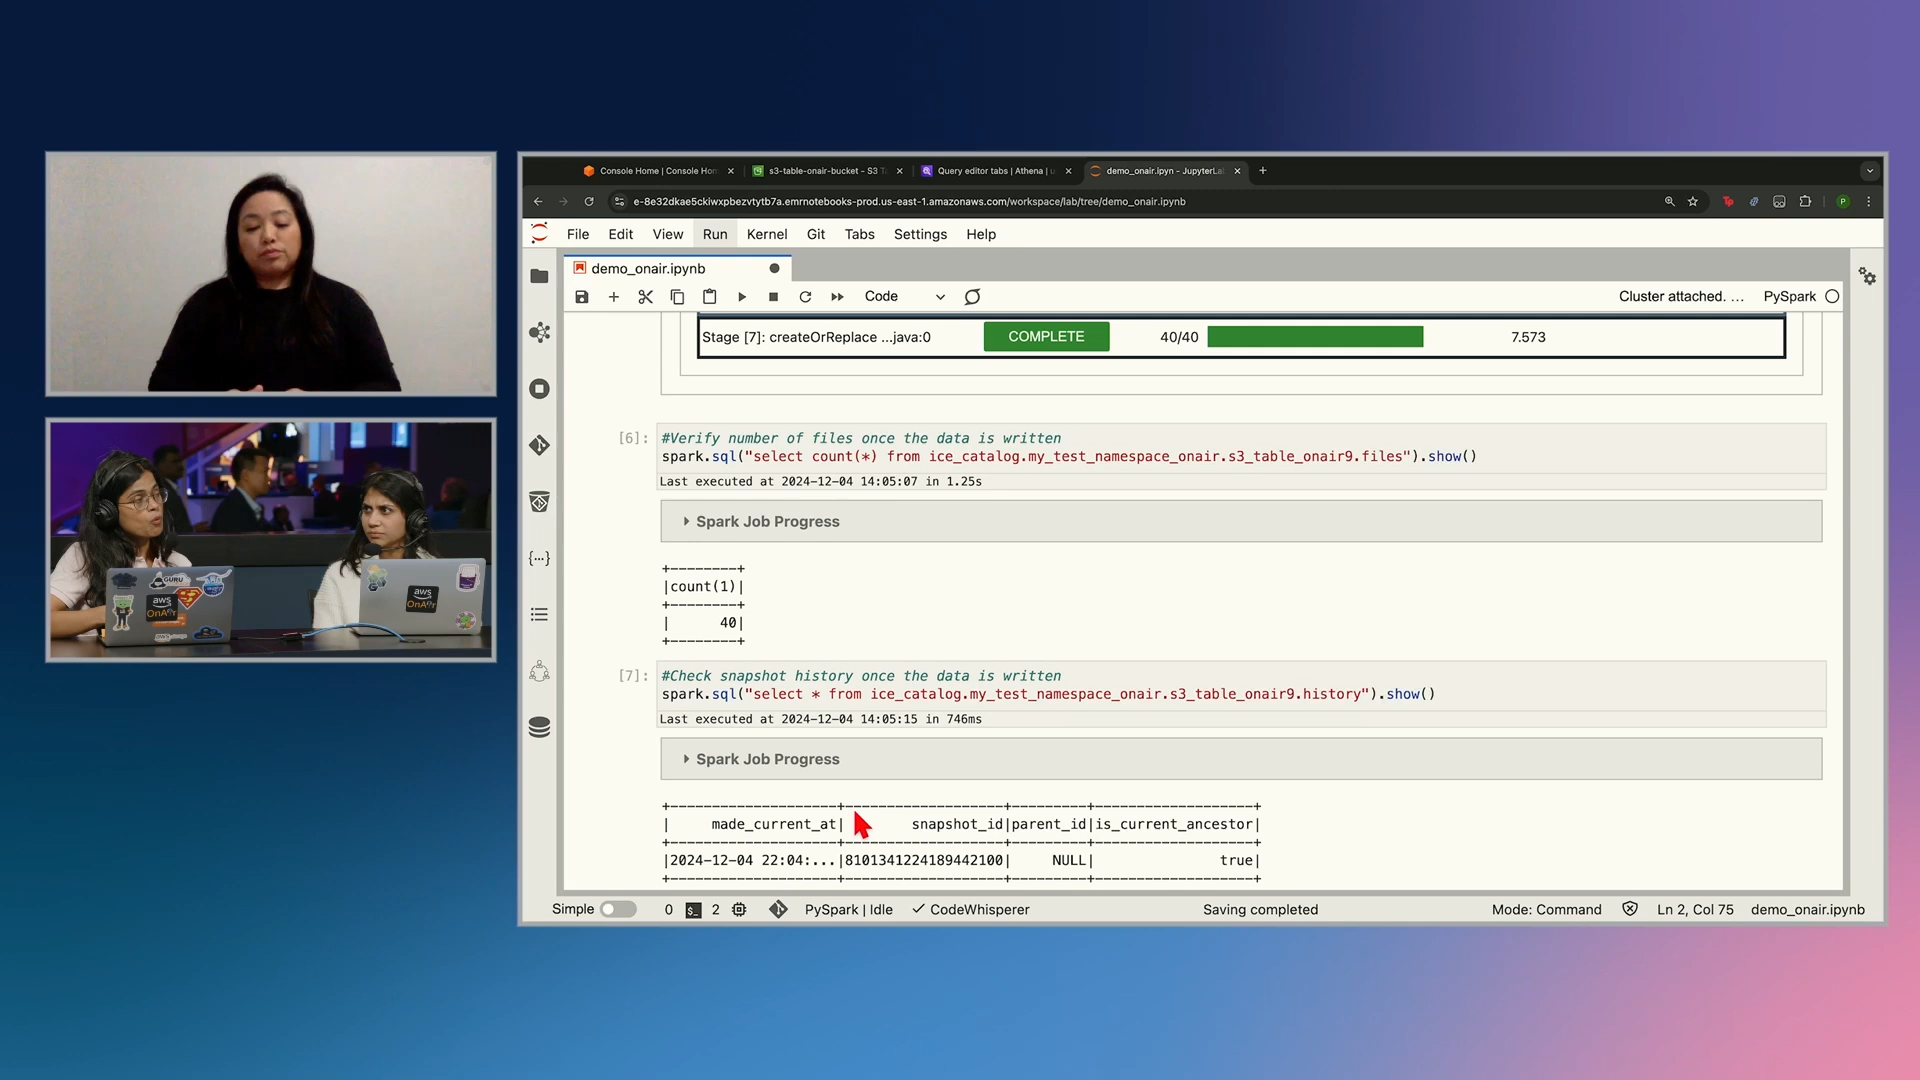 Console Home | Console Hom
s3-table-onair-bucket - S3 T
Query editor tabs | Athena | u
demo_onair.ipyn - JupyterLa
e-8e32dkae5ckiwxpbezvtytb7a.emrnotebooks-prod.us-east-1.amazonaws.com/workspace/lab/tree/demo_onair.ipynb
P
File Edit View Run Kernel Git Tabs Settings Help
demo_onair.ipynb
Code
Cluster attached. ...
PySpark
Stage [7]: createOrReplace ...java:0 COMPLETE 40/40 7.573
[6]: #Verify number of files once the data is written
spark.sql("select count(*) from ice_catalog.my_test_namespace_onair.s3_table_onair9.files").show()
Last executed at 2024-12-04 14:05:07 in 1.25s
Spark Job Progress
+--------+
|count(1)|
+--------+
|      40|
+--------+
[7]: #Check snapshot history once the data is written
spark.sql("select * from ice_catalog.my_test_namespace_onair.s3_table_onair9.history").show()
Last executed at 2024-12-04 14:05:15 in 746ms
Spark Job Progress
+--------------------+-------------------+---------+-------------------+
|     made_current_at|        snapshot_id|parent_id|is_current_ancestor|
+--------------------+-------------------+---------+-------------------+
|2024-12-04 22:04:...|8101341224189442100|     NULL|               true|
+--------------------+-------------------+---------+-------------------+
Simple 0 2 PySpark | Idle CodeWhisperer Saving completed Mode: Command Ln 2, Col 75 demo_onair.ipynb
GURU
aws
OnAir
aws
OnAir